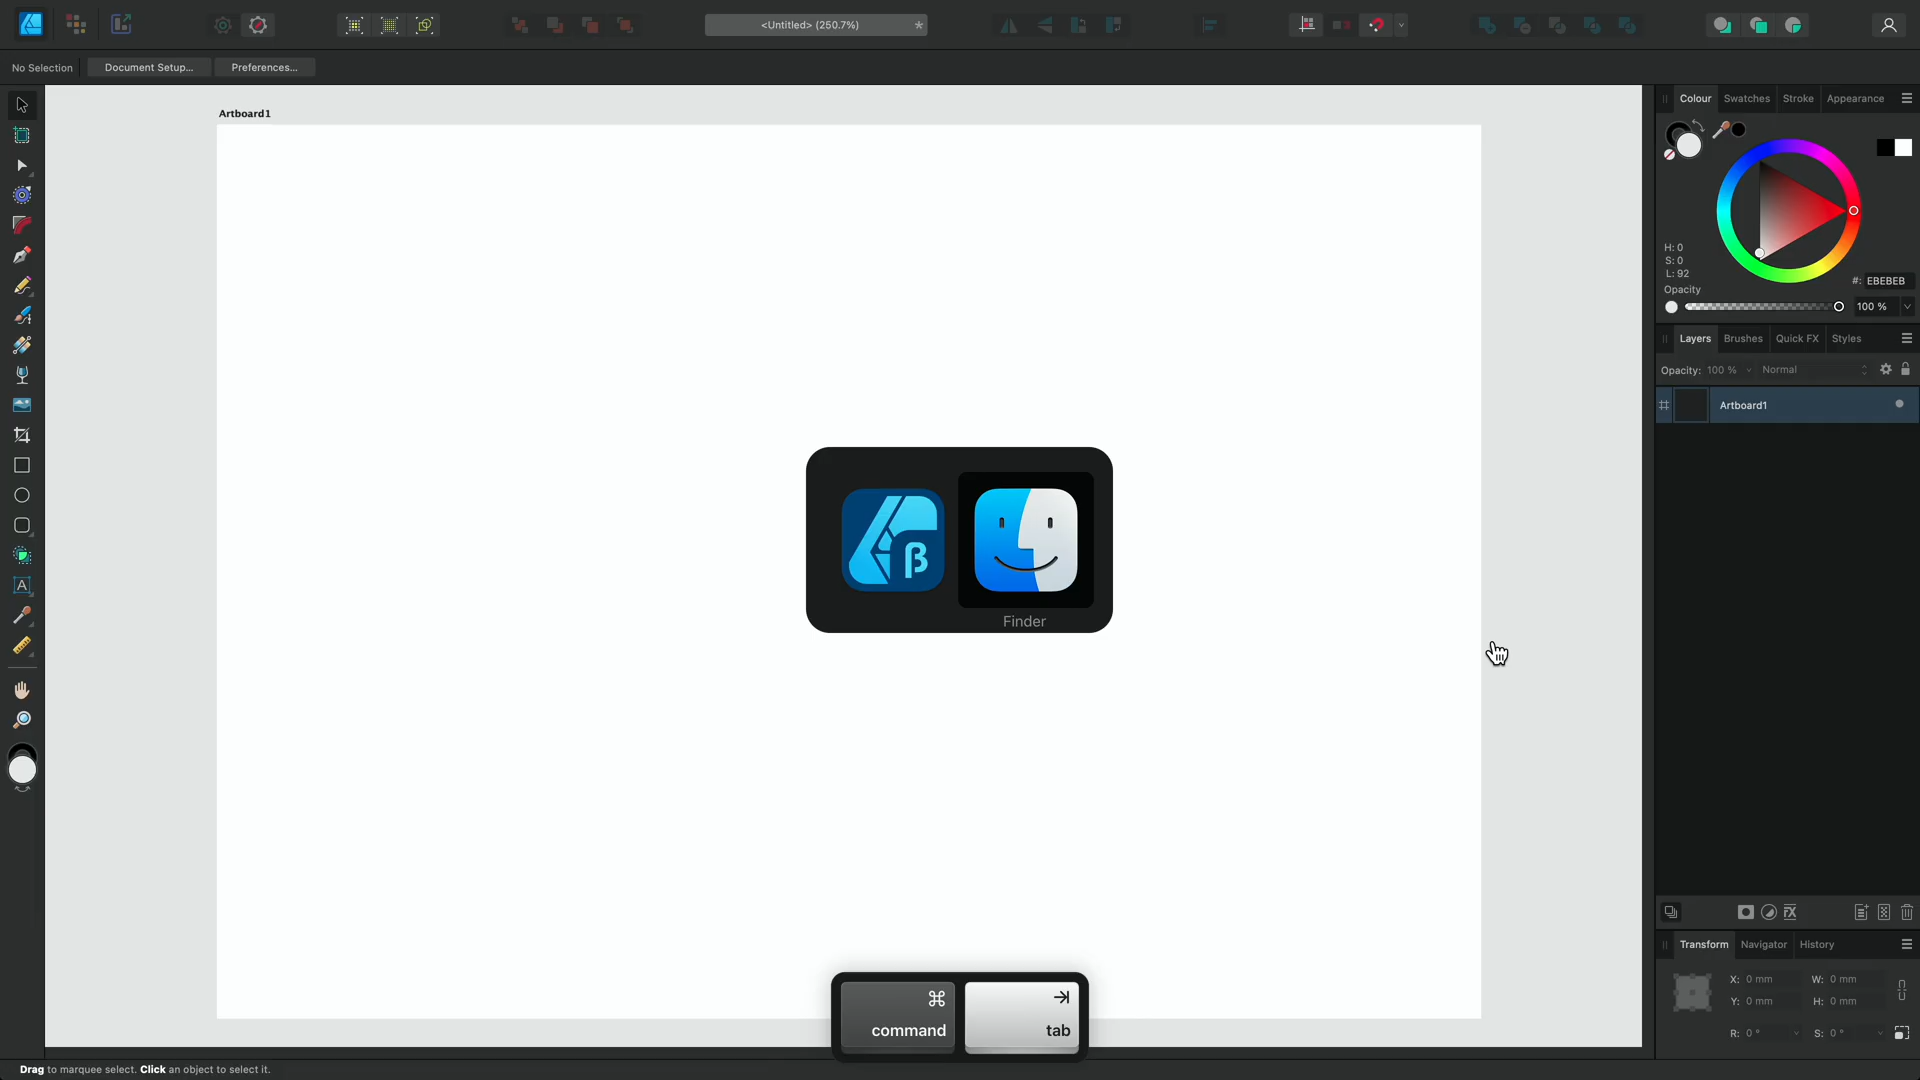 <Untitled> (250.7%)
*
No Selection
Document Setup...
Preferences...
Artboard1
Colour
Swatches
Stroke
Appearance
H: 0
S: 0
L: 92
#: EBEBEB
Opacity
100 %
Layers
Brushes
Quick FX
Styles
Opacity: 100 %
Normal
Artboard1
β
Finder
A
FX
Transform
Navigator
History
X: 0 mm
W: 0 mm
Y: 0 mm
H: 0 mm
R: 0 °
S: 0 °
⌘
command
tab
Drag to marquee select. Click an object to select it.